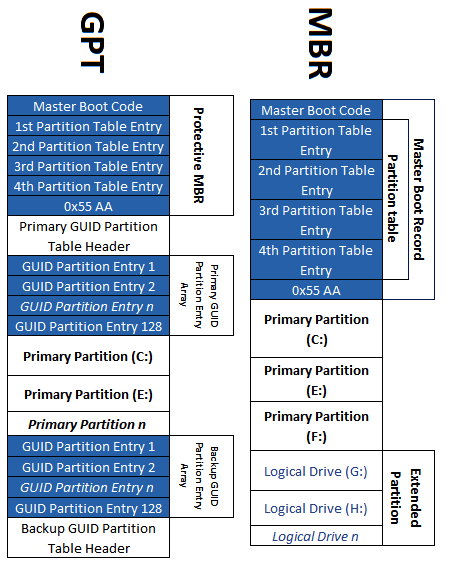 GPT
Master Boot Code
1st Partition Table Entry
2nd Partition Table Entry
3rd Partition Table Entry
4th Partition Table Entry
0x55 AA
Protective MBR
Primary GUID Partition
Table Header
GUID Partition Entry 1
GUID Partition Entry 2
GUID Partition Entry n
GUID Partition Entry 128
Primary GUID
Partition Entry
Array
Primary Partition (C:)
Primary Partition (E:)
Primary Partition n
GUID Partition Entry 1
GUID Partition Entry 2
GUID Partition Entry n
GUID Partition Entry 128
Backup GUID
Partition Entry
Array
Backup GUID Partition
Table Header
MBR
Master Boot Code
1st Partition Table
Entry
2nd Partition Table
Entry
3rd Partition Table
Entry
4th Partition Table
Entry
0x55 AA
Partition table
Master Boot Record
Primary Partition
(C:)
Primary Partition
(E:)
Primary Partition
(F:)
Logical Drive (G:)
Logical Drive (H:)
Logical Drive n
Extended
Partition